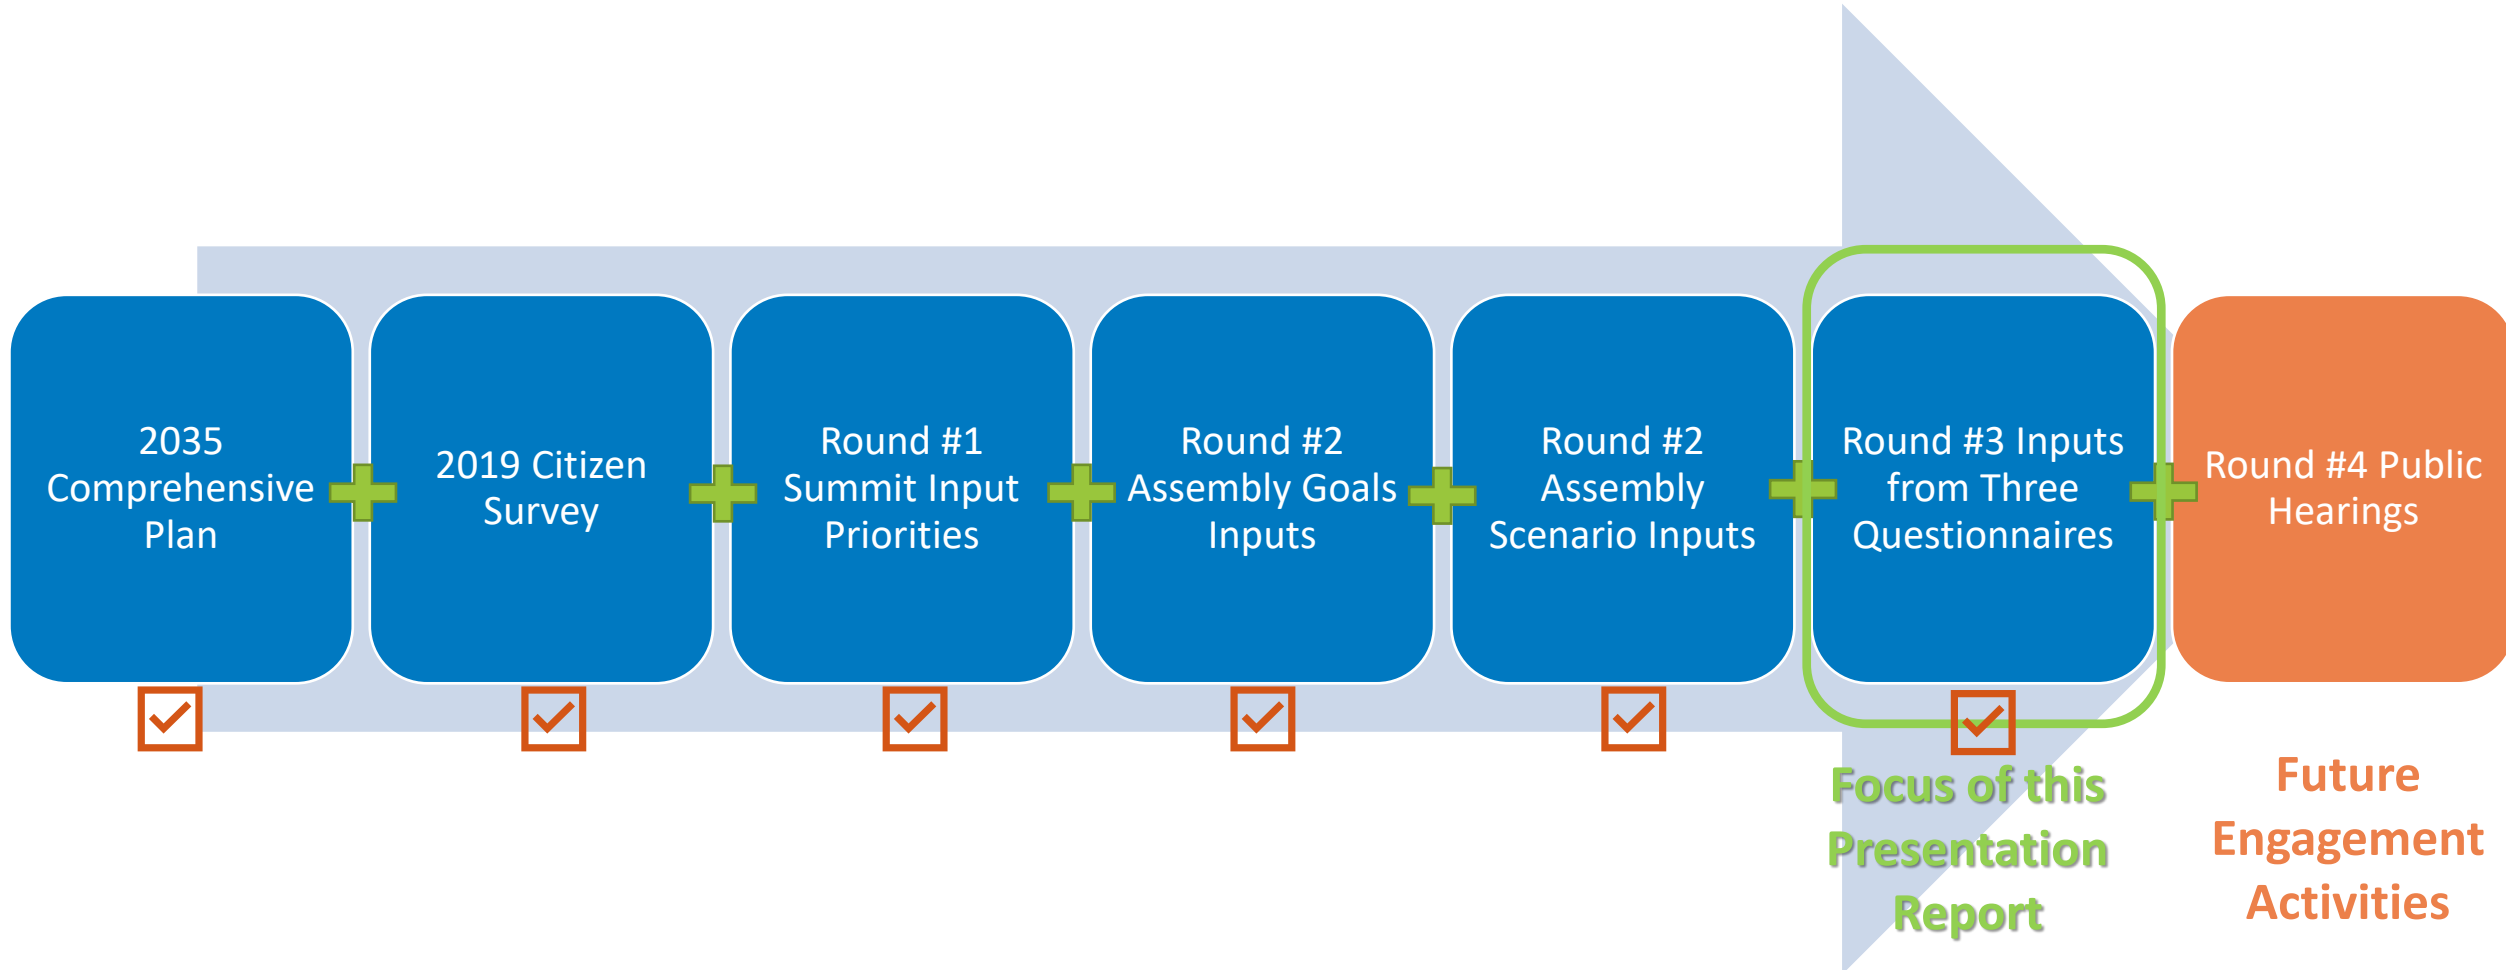 2035
Comprehensive
Plan
2019 Citizen
Survey
Round #1
Summit Input
Priorities
Round #2
Assembly Goals
Inputs
Round #2
Assembly
Scenario Inputs
Round #3 Inputs
from Three
Questionnaires
Round #4 Public
Hearings
Focus of this
Presentation
Report
Future
Engagement
Activities